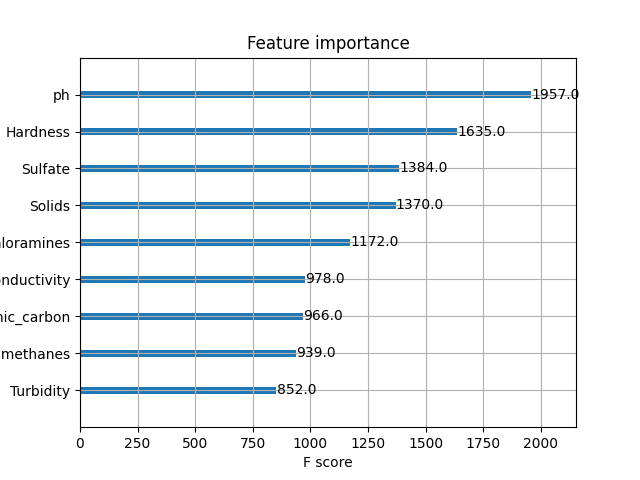 Feature importance
ph 1957.0
Hardness 1635.0
Sulfate 1384.0
Solids 1370.0
loramines 1172.0
onductivity 978.0
nic_carbon 966.0
methanes 939.0
Turbidity 852.0
0 250 500 750 1000 1250 1500 1750 2000
F score